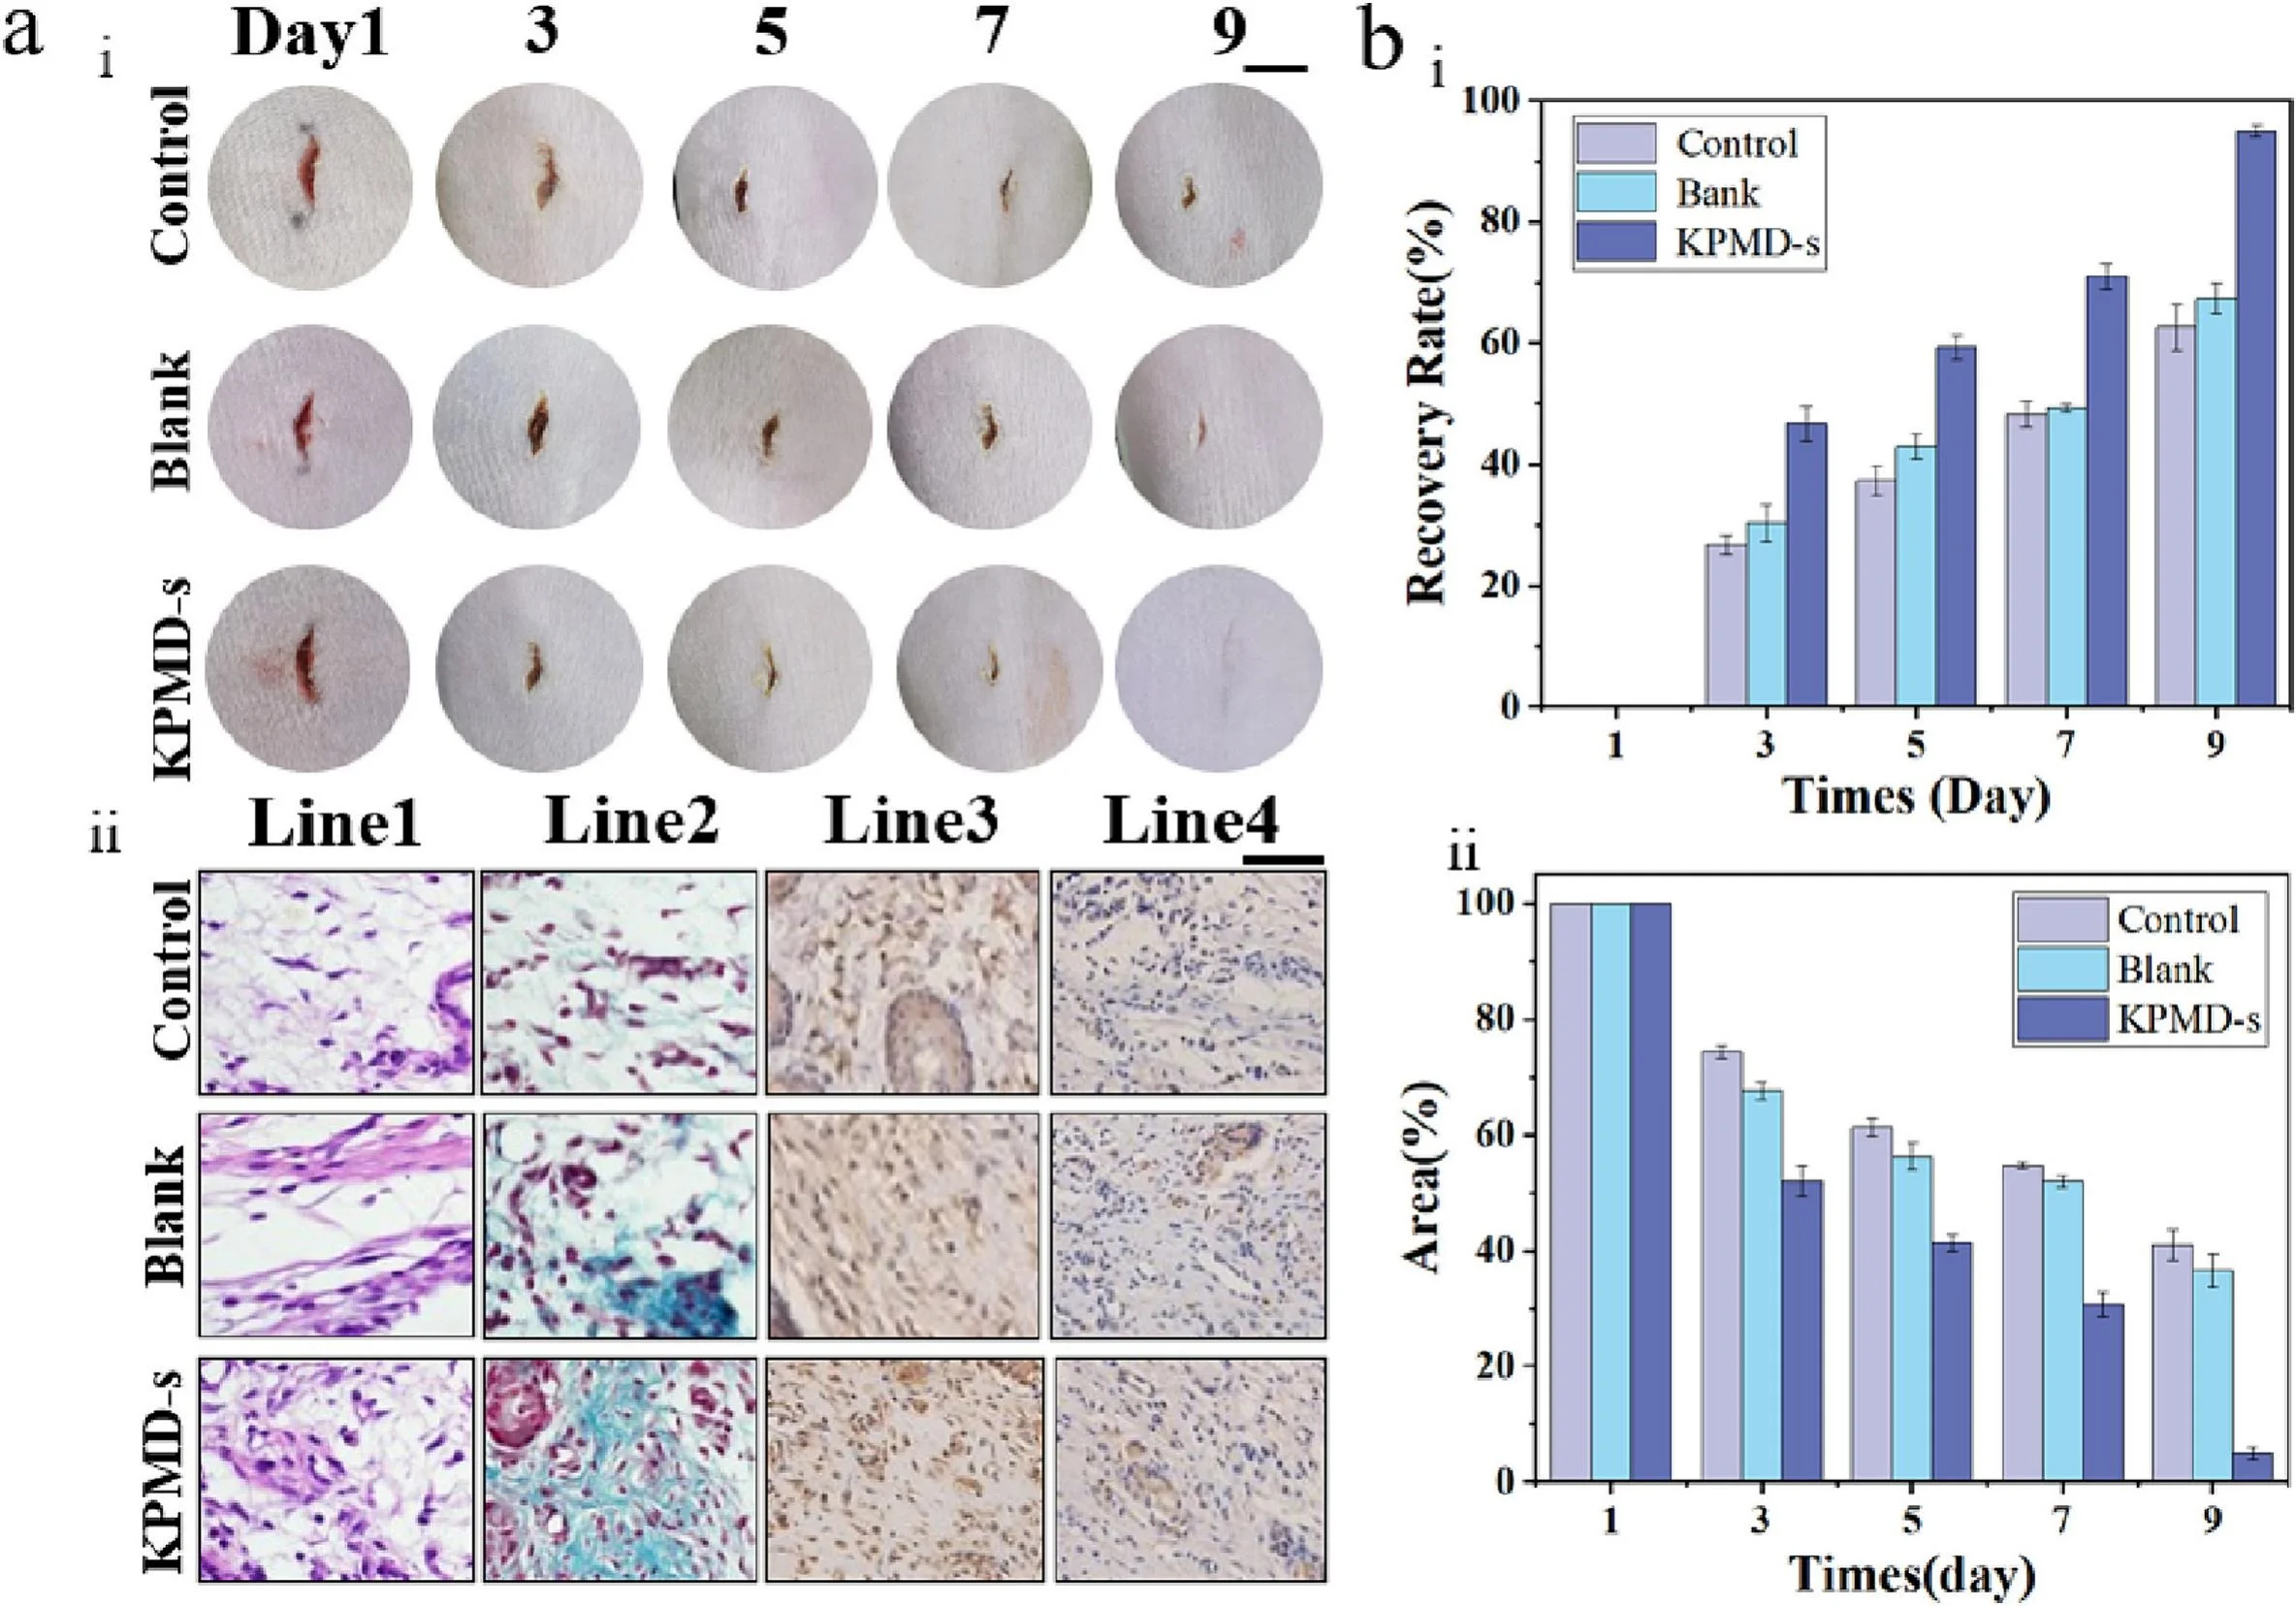 a
i
Day1 3 5 7 9
Control
Blank
KPMD-s
ii
Line1 Line2 Line3 Line4
Control
Blank
KPMD-s
b
i
Recovery Rate(%)
100
80
60
40
20
0
Control
Bank
KPMD-s
1 3 5 7 9
Times (Day)
ii
Area(%)
100
80
60
40
20
0
Control
Blank
KPMD-s
1 3 5 7 9
Times(day)